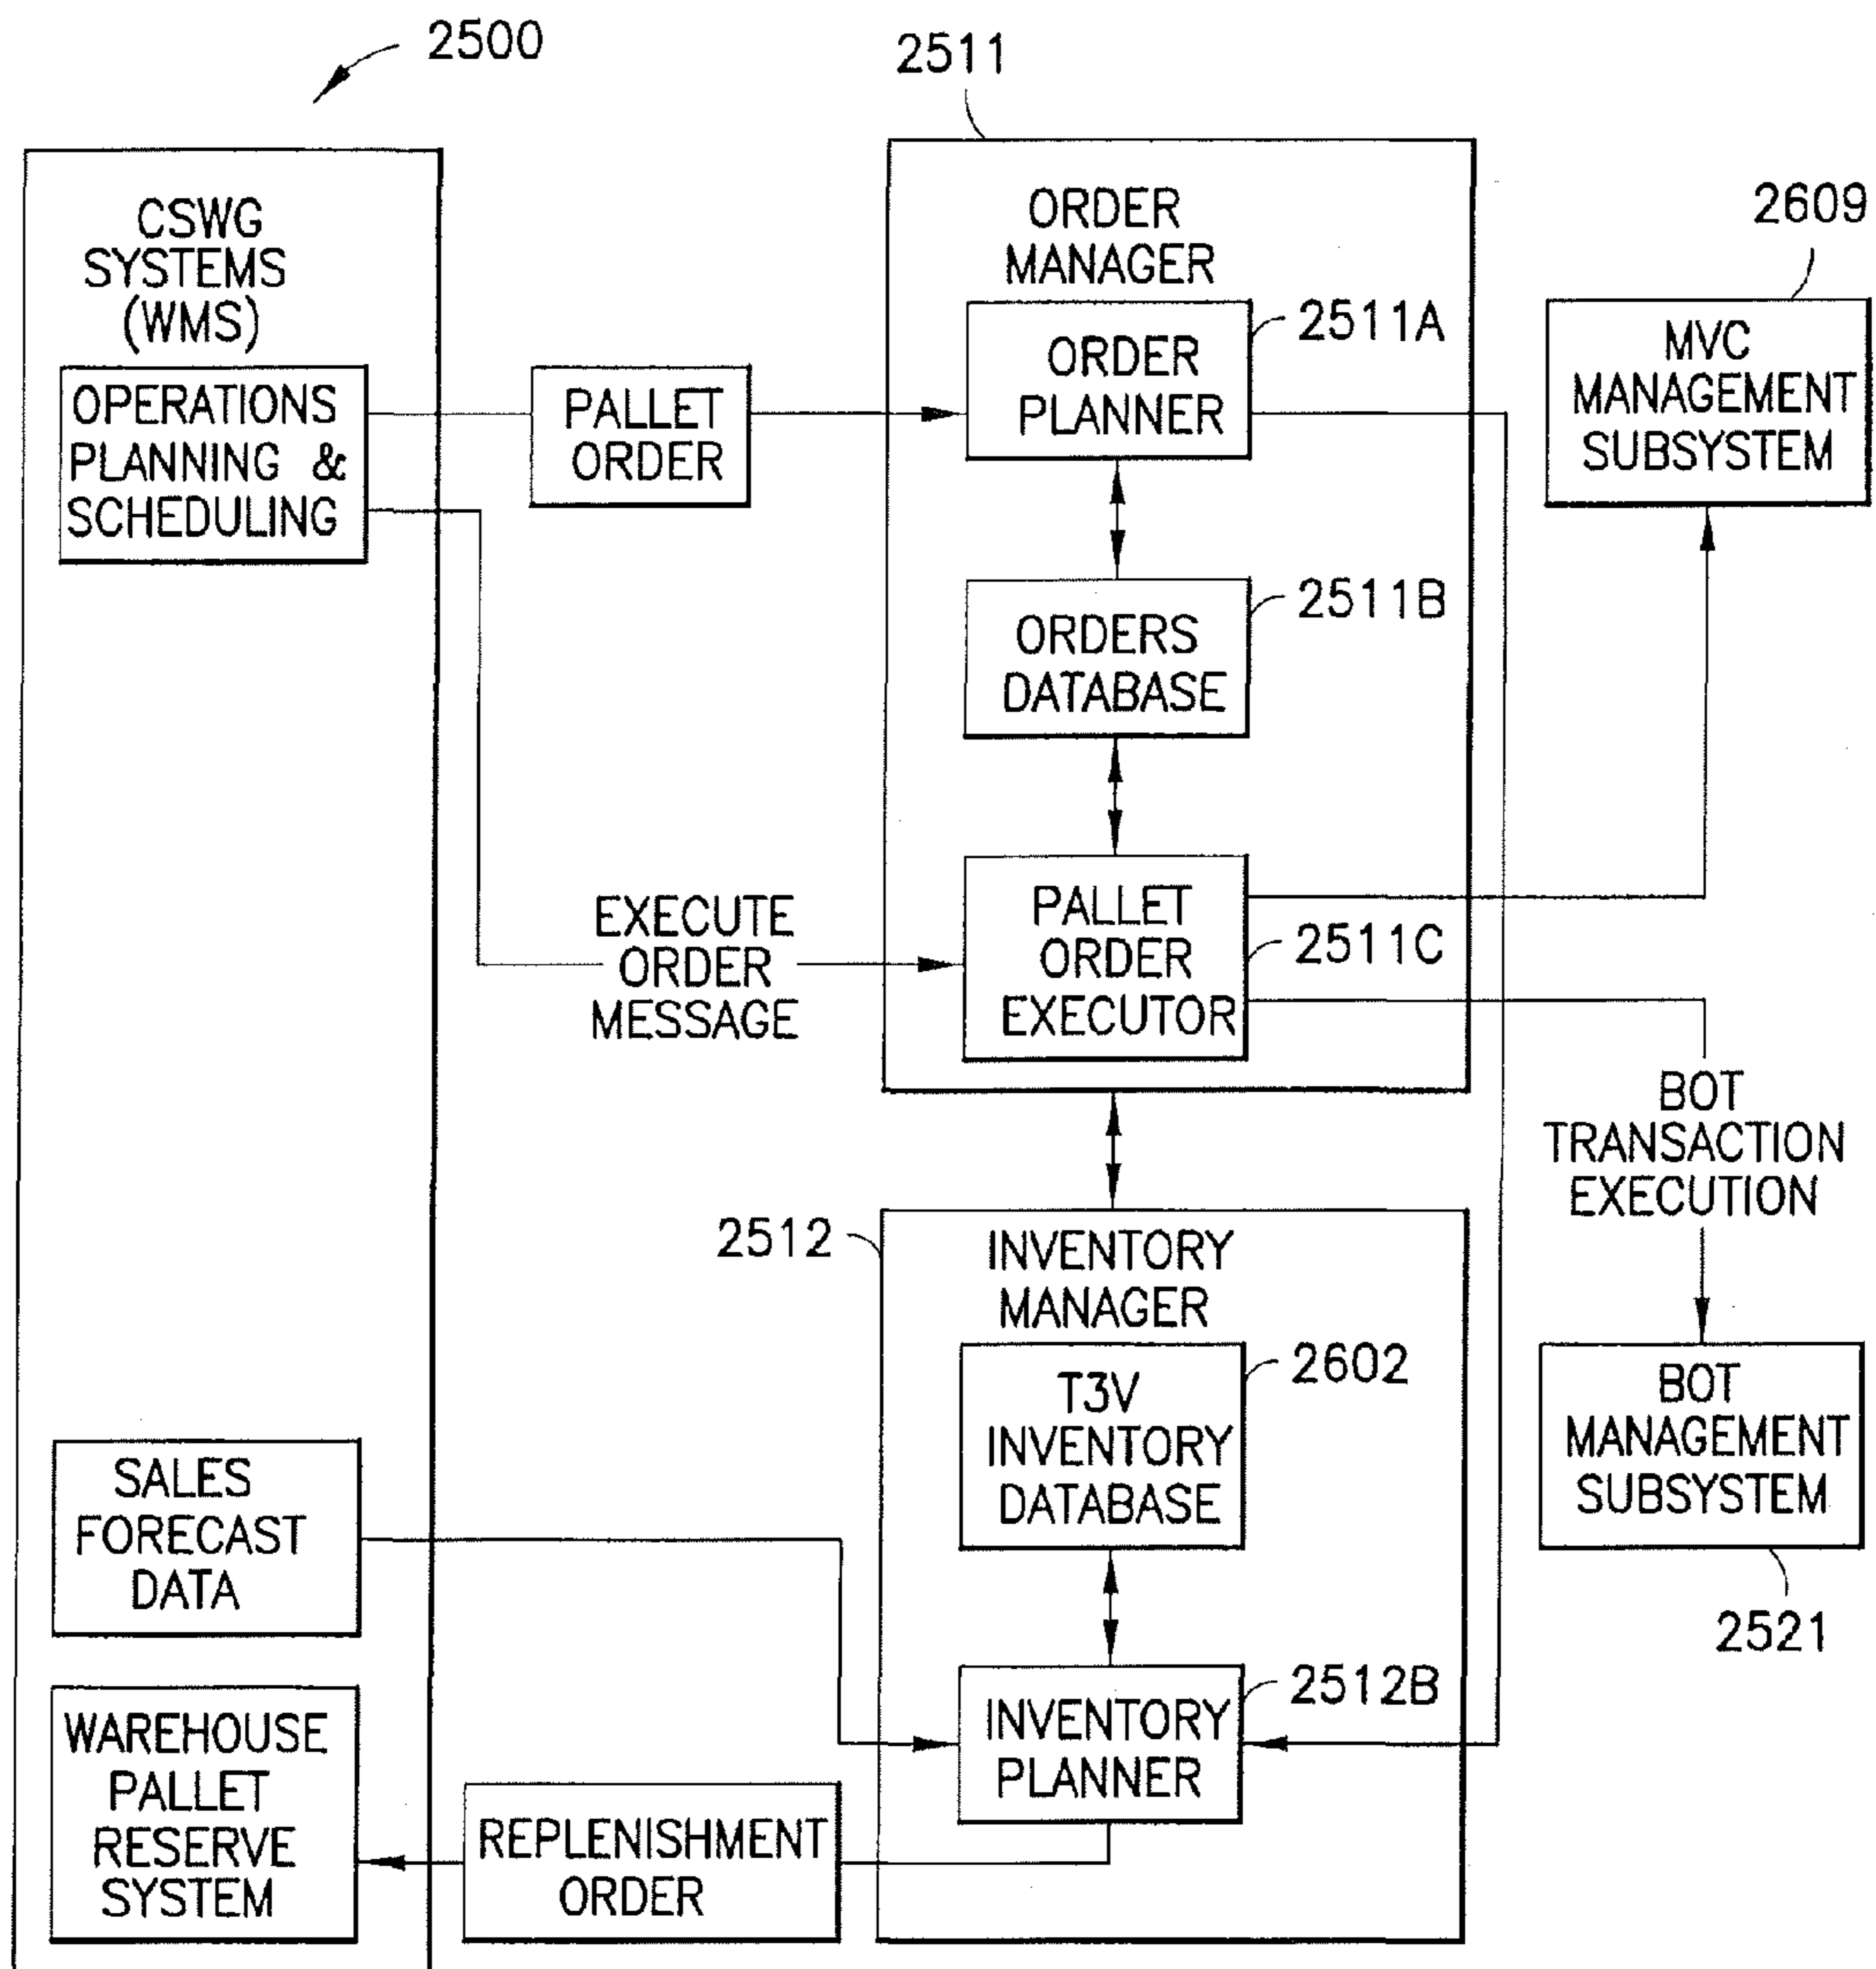 2500
2511
CSWG
SYSTEMS
(WMS)
OPERATIONS
PLANNING &
SCHEDULING
PALLET
ORDER
ORDER
MANAGER
2511A
ORDER
PLANNER
2609
MVC
MANAGEMENT
SUBSYSTEM
2511B
ORDERS
DATABASE
EXECUTE
ORDER
MESSAGE
PALLET
ORDER
EXECUTOR
2511C
BOT
TRANSACTION
EXECUTION
2512
INVENTORY
MANAGER
2602
T3V
INVENTORY
DATABASE
BOT
MANAGEMENT
SUBSYSTEM
2521
SALES
FORECAST
DATA
2512B
INVENTORY
PLANNER
WAREHOUSE
PALLET
RESERVE
SYSTEM
REPLENISHMENT
ORDER